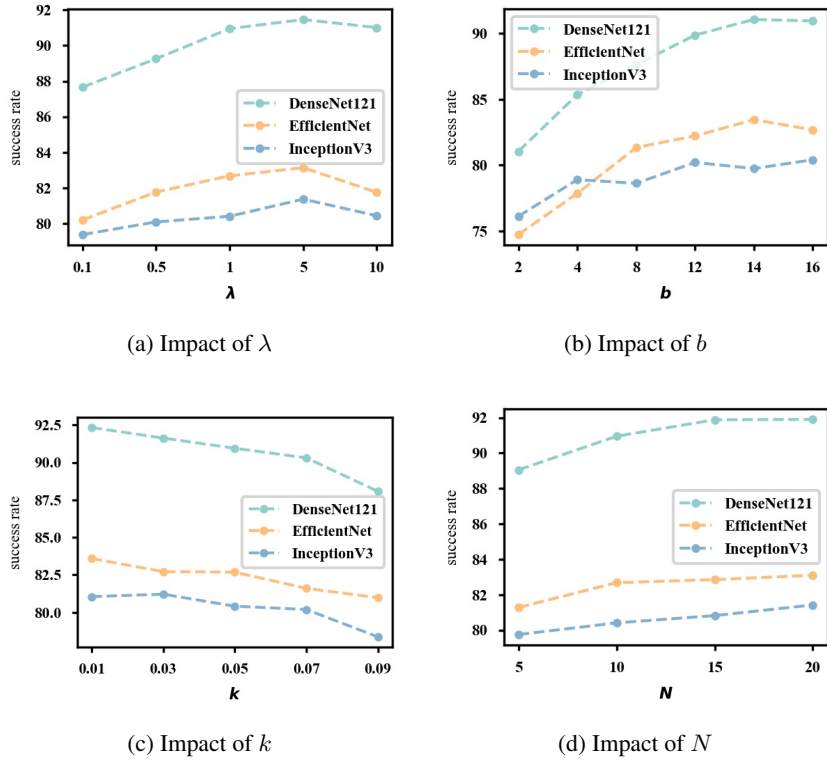 92
90
88
86
84
82
80
success rate
DenseNet121
EfficientNet
InceptionV3
0.1 0.5 1 5 10
λ
(a) Impact of λ
90
85
80
75
success rate
DenseNet121
EfficientNet
InceptionV3
2 4 8 12 14 16
b
(b) Impact of b
92.5
90.0
87.5
85.0
82.5
80.0
success rate
DenseNet121
EfficientNet
InceptionV3
0.01 0.03 0.05 0.07 0.09
k
(c) Impact of k
92
90
88
86
84
82
80
success rate
DenseNet121
EfficientNet
InceptionV3
5 10 15 20
N
(d) Impact of N